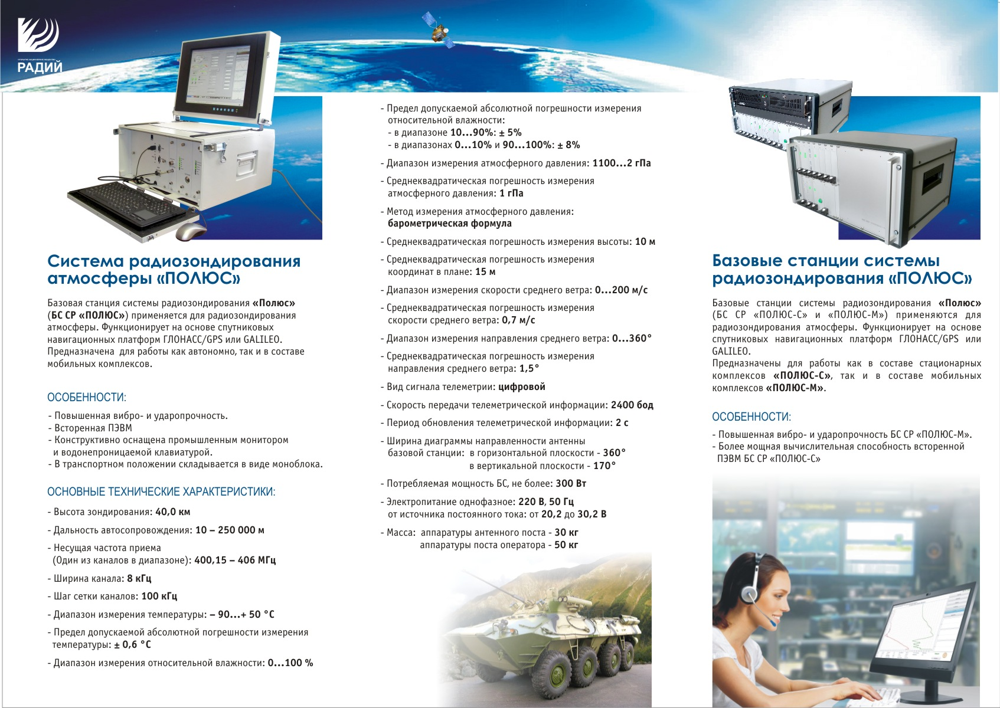 ОТКРЫТОЕ АКЦИОНЕРНОЕ ОБЩЕСТВО
РАДИЙ
Система радиозондирования
атмосферы «ПОЛЮС»
Базовая станция системы радиозондирования «Полюс»
(БС СР «ПОЛЮС») применяется для радиозондирования
атмосферы. Функционирует на основе спутниковых
навигационных платформ ГЛОНАСС/GPS или GALILEO.
Предназначена для работы как автономно, так и в составе
мобильных комплексов.
ОСОБЕННОСТИ:
- Повышенная вибро- и ударопрочность.
- Всторенная ПЭВМ
- Конструктивно оснащена промышленным монитором
и водонепроницаемой клавиатурой.
- В транспортном положении складывается в виде моноблока.
ОСНОВНЫЕ ТЕХНИЧЕСКИЕ ХАРАКТЕРИСТИКИ:
- Высота зондирования: 40,0 км
- Дальность автосопровождения: 10 – 250 000 м
- Несущая частота приема
(Один из каналов в диапазоне): 400,15 – 406 МГц
- Ширина канала: 8 кГц
- Шаг сетки каналов: 100 кГц
- Диапазон измерения температуры: – 90...+ 50 °С
- Предел допускаемой абсолютной погрешности измерения
температуры: ± 0,6 °С
- Диапазон измерения относительной влажности: 0...100 %
- Предел допускаемой абсолютной погрешности измерения
относительной влажности:
- в диапазоне 10...90%: ± 5%
- в диапазонах 0...10% и 90...100%: ± 8%
- Диапазон измерения атмосферного давления: 1100...2 гПа
- Среднеквадратическая погрешность измерения
атмосферного давления: 1 гПа
- Метод измерения атмосферного давления:
барометрическая формула
- Среднеквадратическая погрешность измерения высоты: 10 м
- Среднеквадратическая погрешность измерения
координат в плане: 15 м
- Диапазон измерения скорости среднего ветра: 0...200 м/с
- Среднеквадратическая погрешность измерения
скорости среднего ветра: 0,7 м/с
- Диапазон измерения направления среднего ветра: 0...360°
- Среднеквадратическая погрешность измерения
направления среднего ветра: 1,5°
- Вид сигнала телеметрии: цифровой
- Скорость передачи телеметрической информации: 2400 бод
- Период обновления телеметрической информации: 2 с
- Ширина диаграммы направленности антенны
базовой станции: в горизонтальной плоскости - 360°
в вертикальной плоскости - 170°
- Потребляемая мощность БС, не более: 300 Вт
- Электропитание однофазное: 220 В, 50 Гц
от источника постоянного тока: от 20,2 до 30,2 В
- Масса: аппаратуры антенного поста - 30 кг
аппаратуры поста оператора - 50 кг
Базовые станции системы
радиозондирования «ПОЛЮС»
Базовые станции системы радиозондирования «Полюс»
(БС СР «ПОЛЮС-С» и «ПОЛЮС-М») применяются для
радиозондирования атмосферы. Функционирует на основе
спутниковых навигационных платформ ГЛОНАСС/GPS или
GALILEO.
Предназначены для работы как в составе стационарных
комплексов «ПОЛЮС-С», так и в составе мобильных
комплексов «ПОЛЮС-М».
ОСОБЕННОСТИ:
- Повышенная вибро- и ударопрочность БС СР «ПОЛЮС-М».
- Более мощная вычислительная способность всторенной
ПЭВМ БС СР «ПОЛЮС-С»